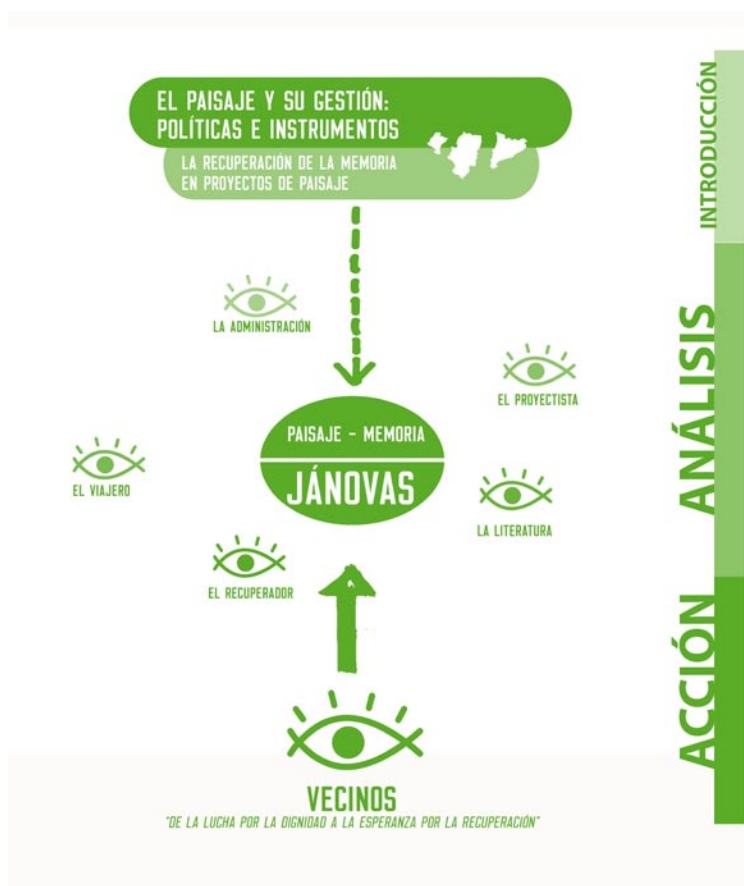 EL PAISAJE Y SU GESTIÓN:
POLÍTICAS E INSTRUMENTOS
LA RECUPERACIÓN DE LA MEMORIA
EN PROYECTOS DE PAISAJE
LA ADMINISTRACIÓN
EL PROYECTISTA
PAISAJE - MEMORIA
JÁNOVAS
EL VIAJERO
LA LITERATURA
EL RECUPERADOR
VECINOS
"DE LA LUCHA POR LA DIGNIDAD A LA ESPERANZA POR LA RECUPERACIÓN"
INTRODUCCIÓN
ANÁLISIS
ACCIÓN